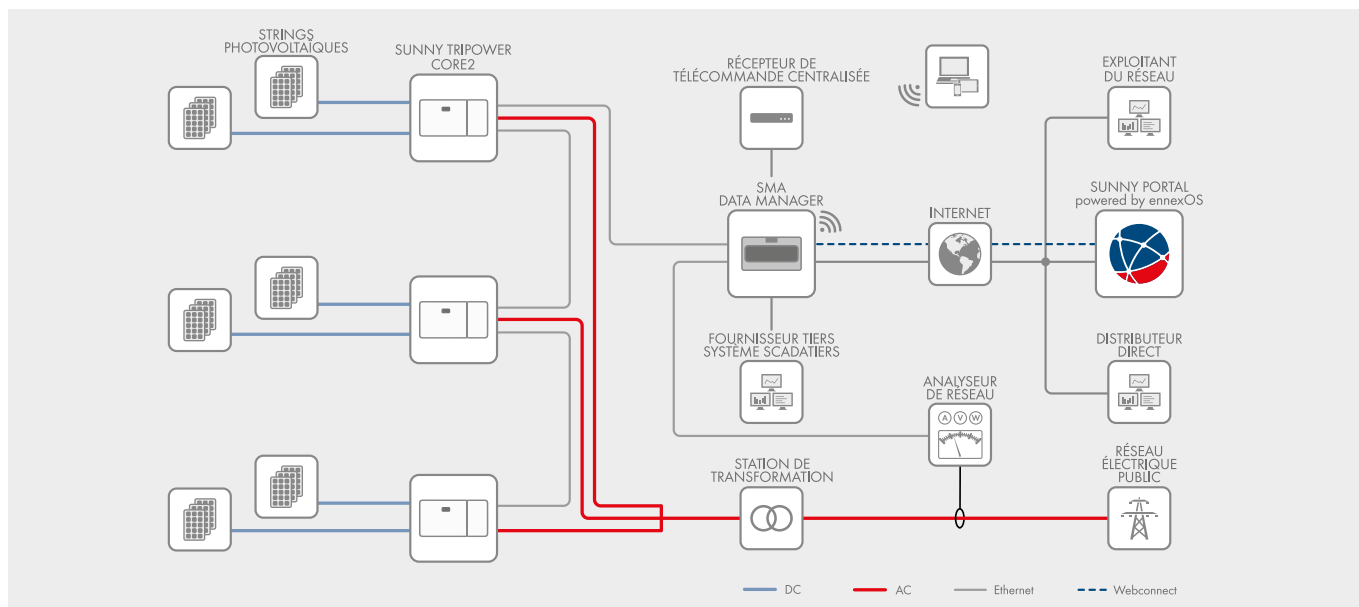 STRINGS
PHOTOVOLTAÏQUES
SUNNY TRIPOWER
CORE2
RÉCEPTEUR DE
TÉLÉCOMMANDE CENTRALISÉE
EXPLOITANT
DU RÉSEAU
SMA
DATA MANAGER
INTERNET
SUNNY PORTAL
powered by ennexOS
FOURNISSEUR TIERS
SYSTÈME SCADATIERS
DISTRIBUTEUR
DIRECT
ANALYSEUR
DE RÉSEAU
A V W
STATION DE
TRANSFORMATION
RÉSEAU
ÉLECTRIQUE
PUBLIC
DC
AC
Ethernet
Webconnect